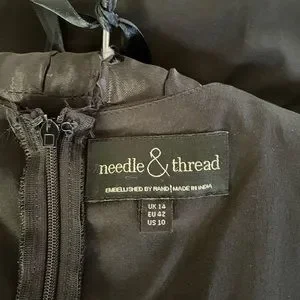 needle & thread
EMBELLISHED BY HAND | MADE IN INDIA
UK 14
EU 42
US 10